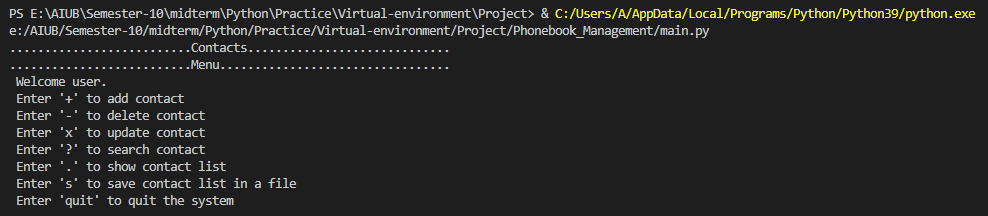 PS E:\AIUB\Semester-10\midterm\Python\Practice\Virtual-environment\Project> & C:/Users/A/AppData/Local/Programs/Python/Python39/python.exe
e:/AIUB/Semester-10/midterm/Python/Practice/Virtual-environment/Project/Phonebook_Management/main.py
..........................Contacts.............................
..........................Menu.................................
Welcome user.
Enter '+' to add contact
Enter '-' to delete contact
Enter 'x' to update contact
Enter '?' to search contact
Enter '.' to show contact list
Enter 's' to save contact list in a file
Enter 'quit' to quit the system